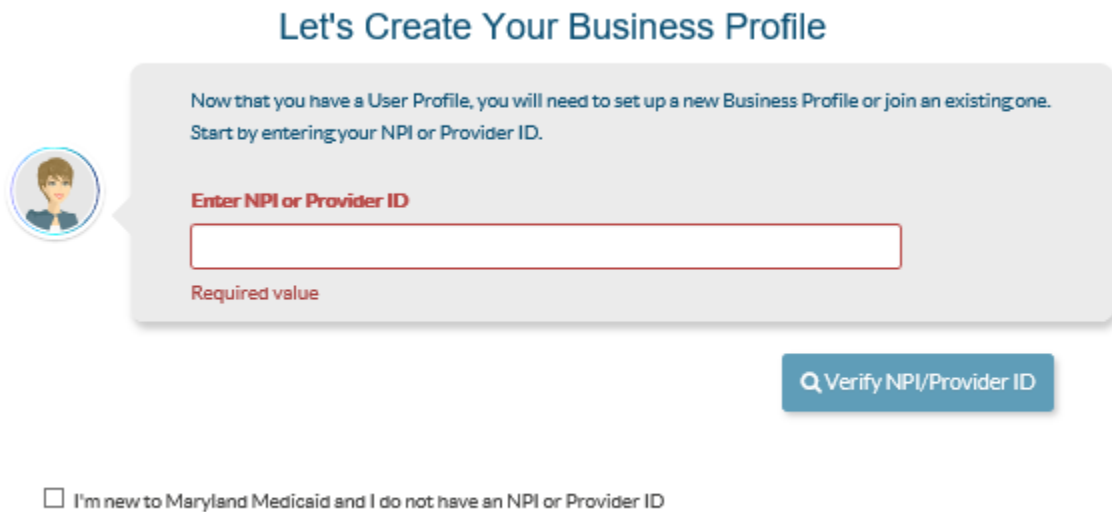 Let's Create Your Business Profile
Now that you have a User Profile, you will need to set up a new Business Profile or join an existing one.
Start by entering your NPI or Provider ID.
Enter NPI or Provider ID
Required value
Verify NPI/Provider ID
I'm new to Maryland Medicaid and I do not have an NPI or Provider ID